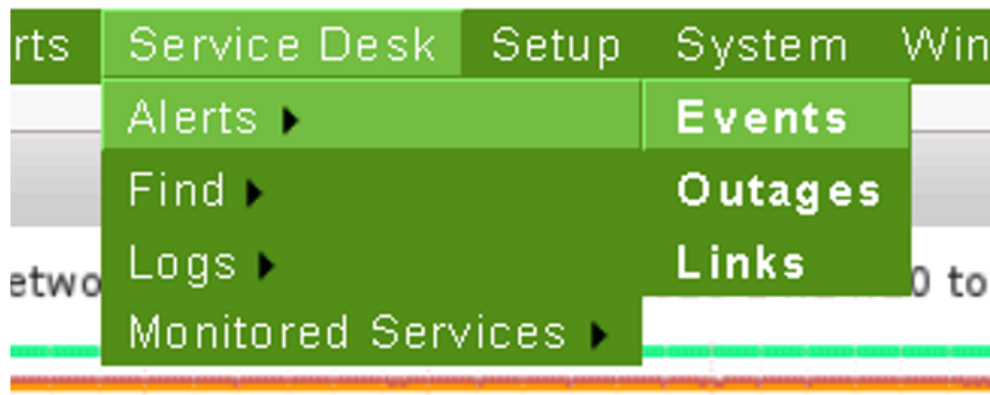 rts Service Desk Setup System Win
Alerts Events
Find Outages
Logs Links
etwo 0 to
Monitored Services